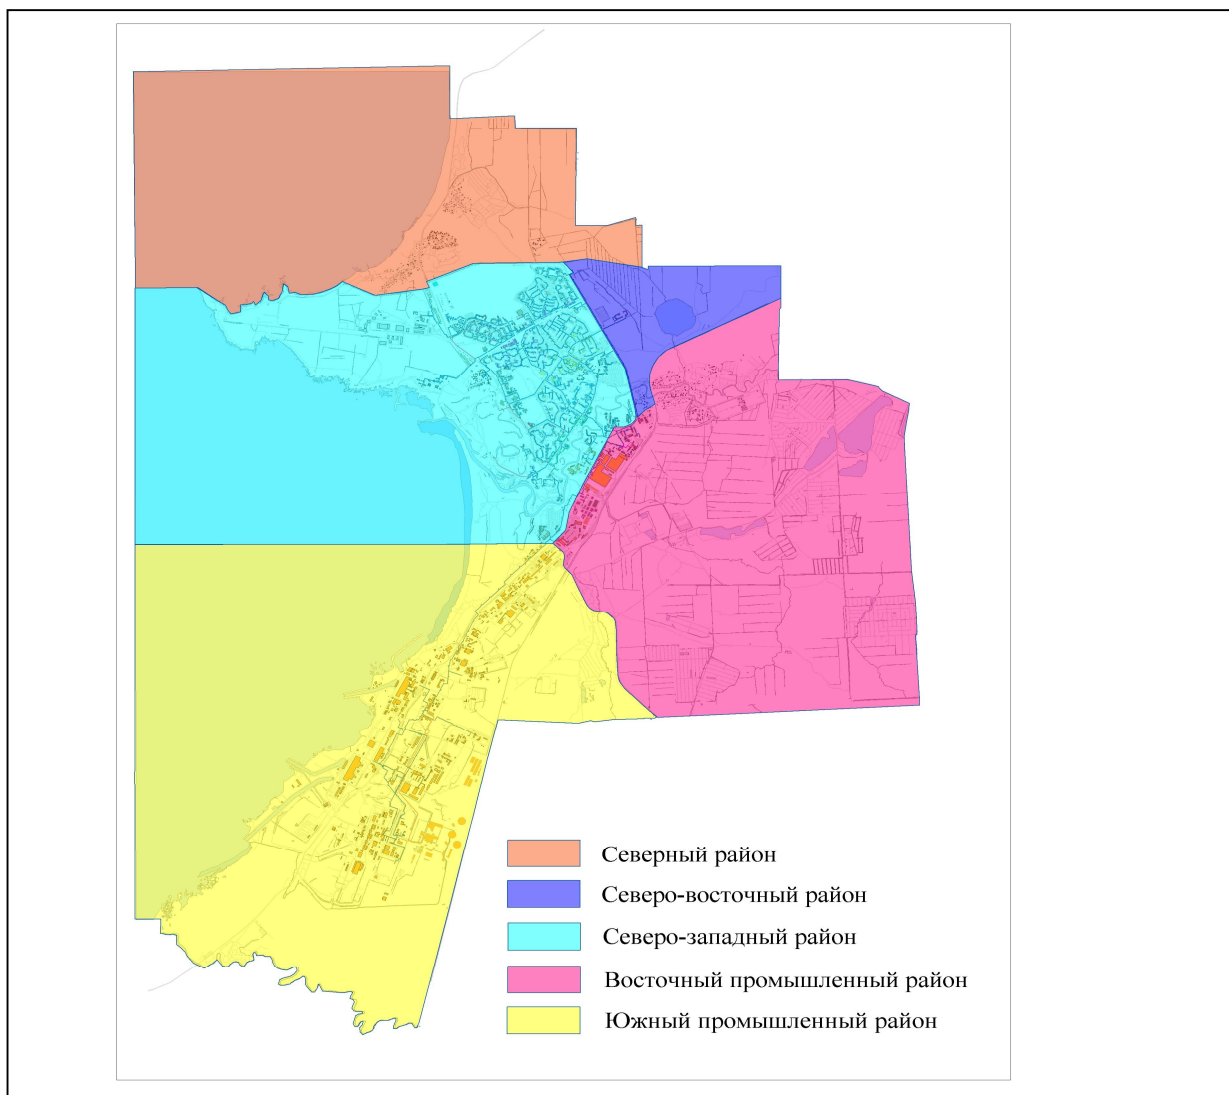 Северный район
Северо-восточный район
Северо-западный район
Восточный промышленный район
Южный промышленный район